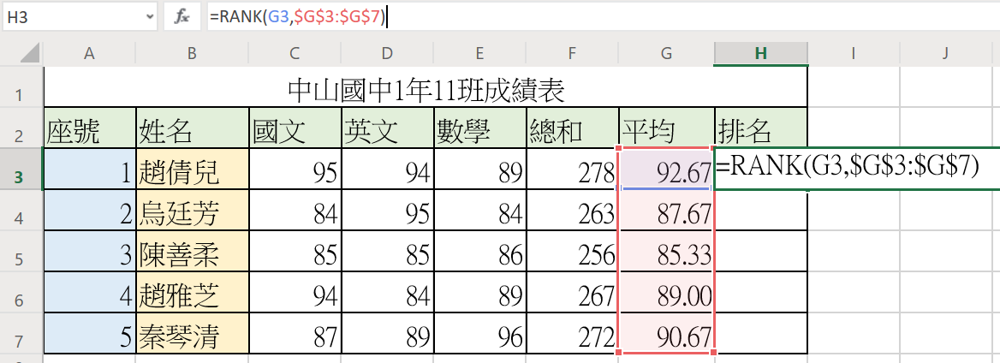 H3 fx =RANK(G3,$G$3:$G$7)
A B C D E F G H I J
1 中山國中1年11班成績表
2 座號 姓名 國文 英文 數學 總和 平均 排名
3 1 趙倩兒 95 94 89 278 92.67 =RANK(G3,$G$3:$G$7)
4 2 烏廷芳 84 95 84 263 87.67
5 3 陳善柔 85 85 86 256 85.33
6 4 趙雅芝 94 84 89 267 89.00
7 5 秦琴清 87 89 96 272 90.67